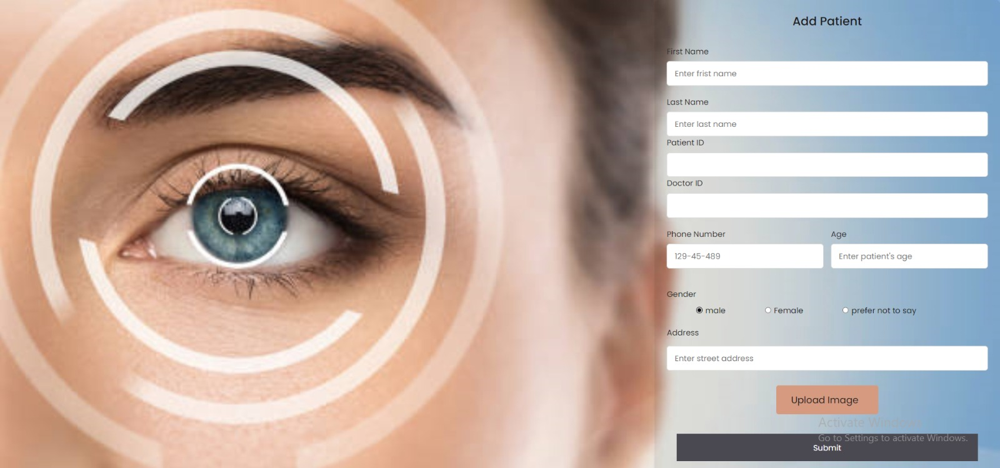 Add Patient
First Name
Enter frist name
Last Name
Enter last name
Patient ID
Doctor ID
Phone Number Age
129-45-489 Enter patient's age
Gender
male Female prefer not to say
Address
Enter street address
Upload Image
Activate Windows
Go to Settings to activate Windows.
Submit